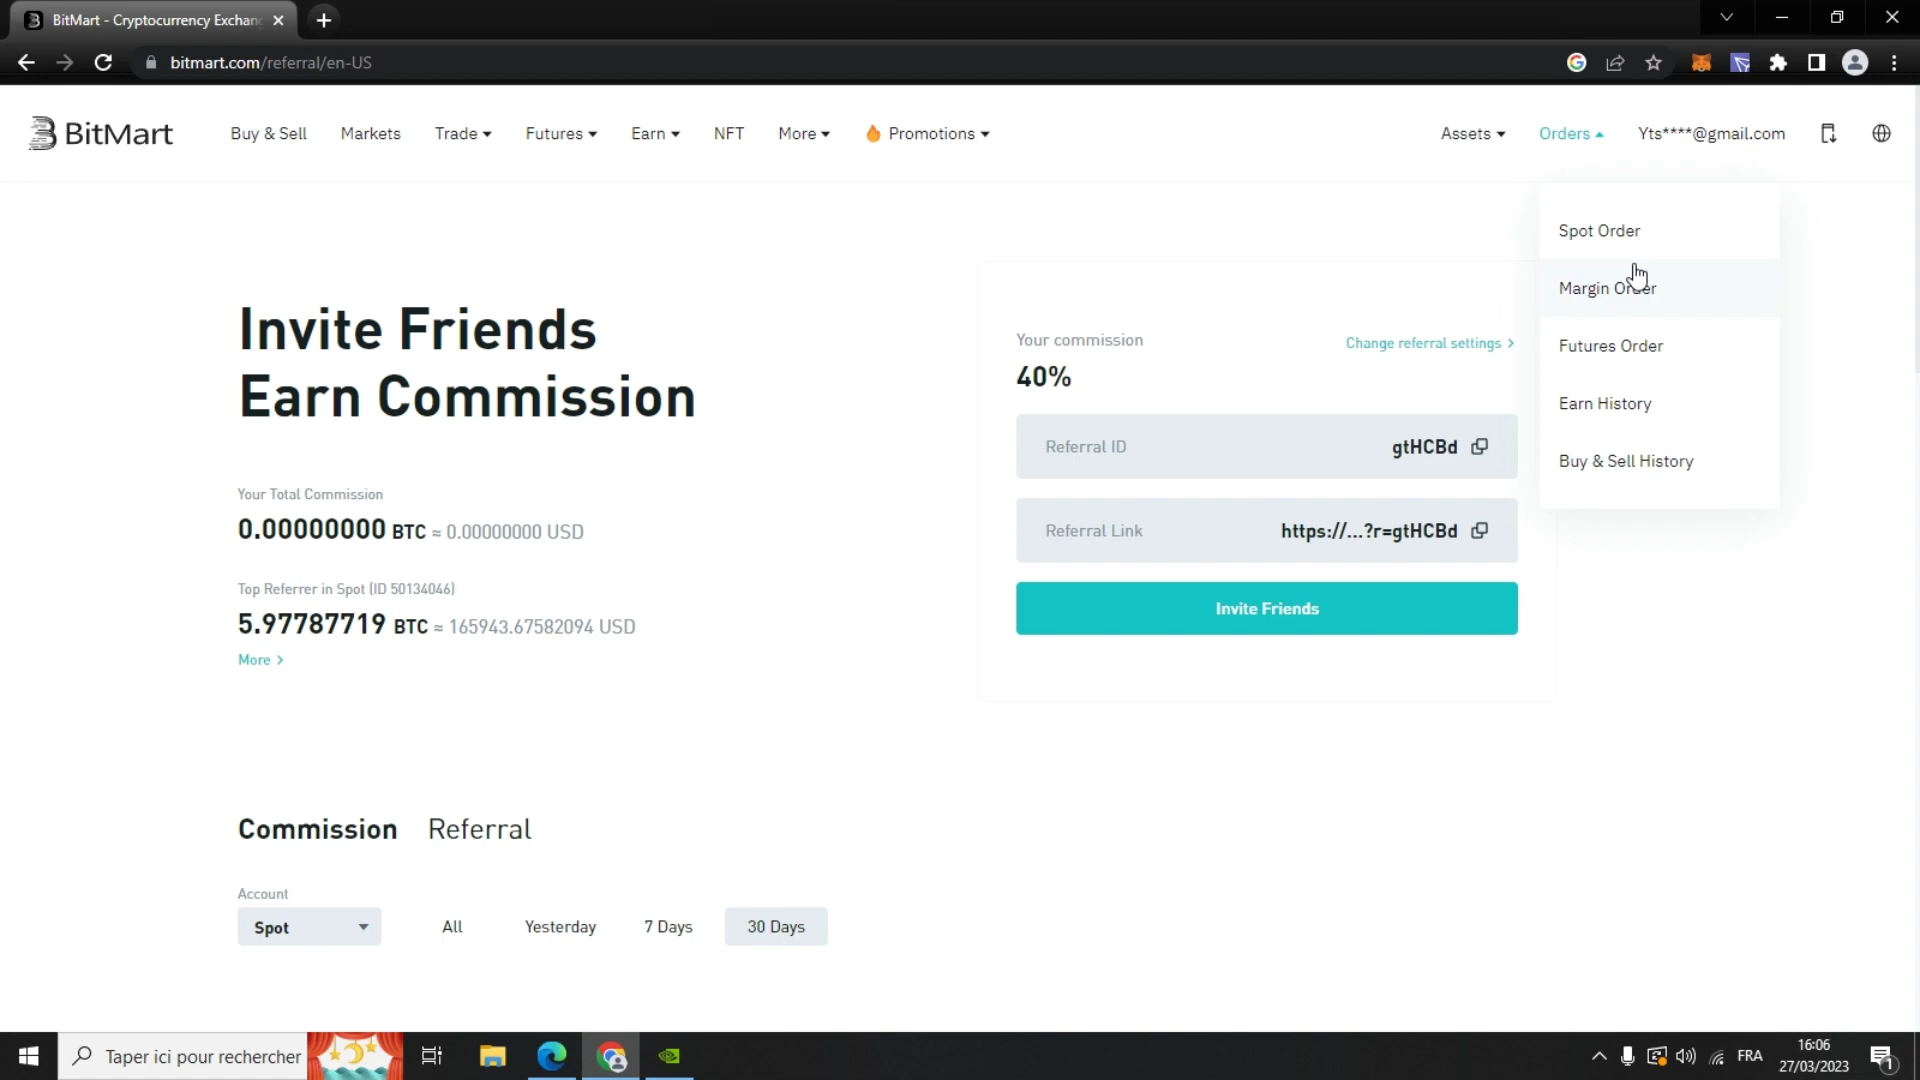 BitMart - Cryptocurrency Exchan
bitmart.com/referral/en-US
BitMart
Buy & Sell
Markets
Trade
Futures
Earn
NFT
More
Promotions
Assets
Orders
Yts****@gmail.com
Spot Order
Margin Order
Futures Order
Earn History
Buy & Sell History
Invite Friends
Earn Commission
Your Total Commission
0.00000000 BTC ≈ 0.00000000 USD
Top Referrer in Spot (ID 50134046)
5.97787719 BTC ≈ 165943.67582094 USD
More >
Your commission
Change referral settings >
40%
Referral ID
gtHCBd
Referral Link
https://...?r=gtHCBd
Invite Friends
Commission
Referral
Account
Spot
All
Yesterday
7 Days
30 Days
Taper ici pour rechercher
FRA
16:06
27/03/2023
1